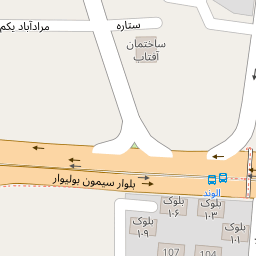 ستاره
مرادآباد یکم
ساختمان
آفتاب
الوند
بلوار سیمون بولیوار
بلوک
۱۰۶
بلوک
۱۰۳
بلوک
۱۰۹
بلوک
۱۰۱
107
104